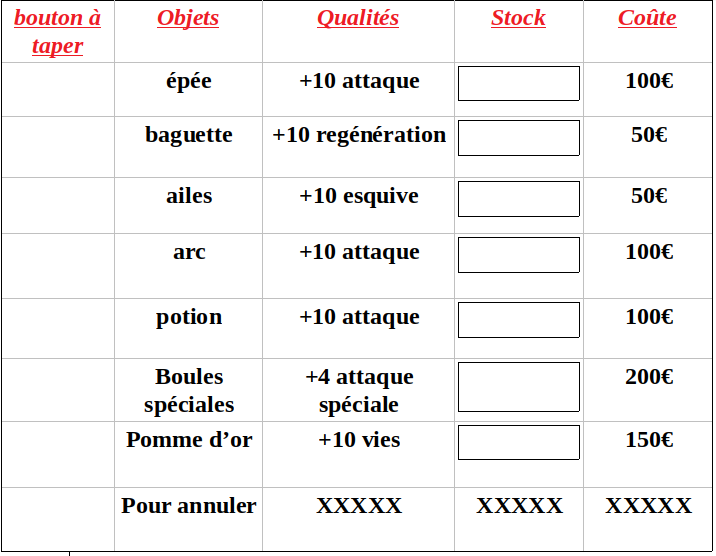 bouton à taper Objets Qualités Stock Coûte
épée +10 attaque 100€
baguette +10 regénération 50€
ailes +10 esquive 50€
arc +10 attaque 100€
potion +10 attaque 100€
Boules spéciales +4 attaque spéciale 200€
Pomme d’or +10 vies 150€
Pour annuler XXXXX XXXXX XXXXX